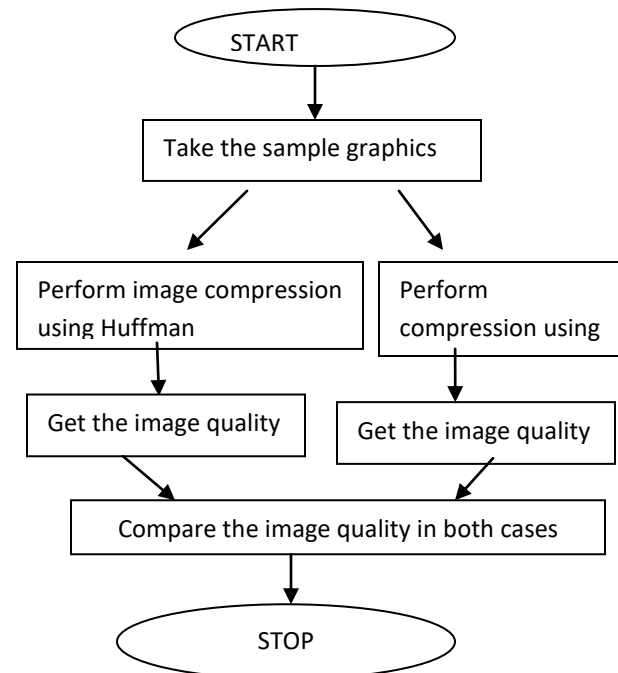 START
Take the sample graphics
Perform image compression
using Huffman
Perform
compression using
Get the image quality
Get the image quality
Compare the image quality in both cases
STOP